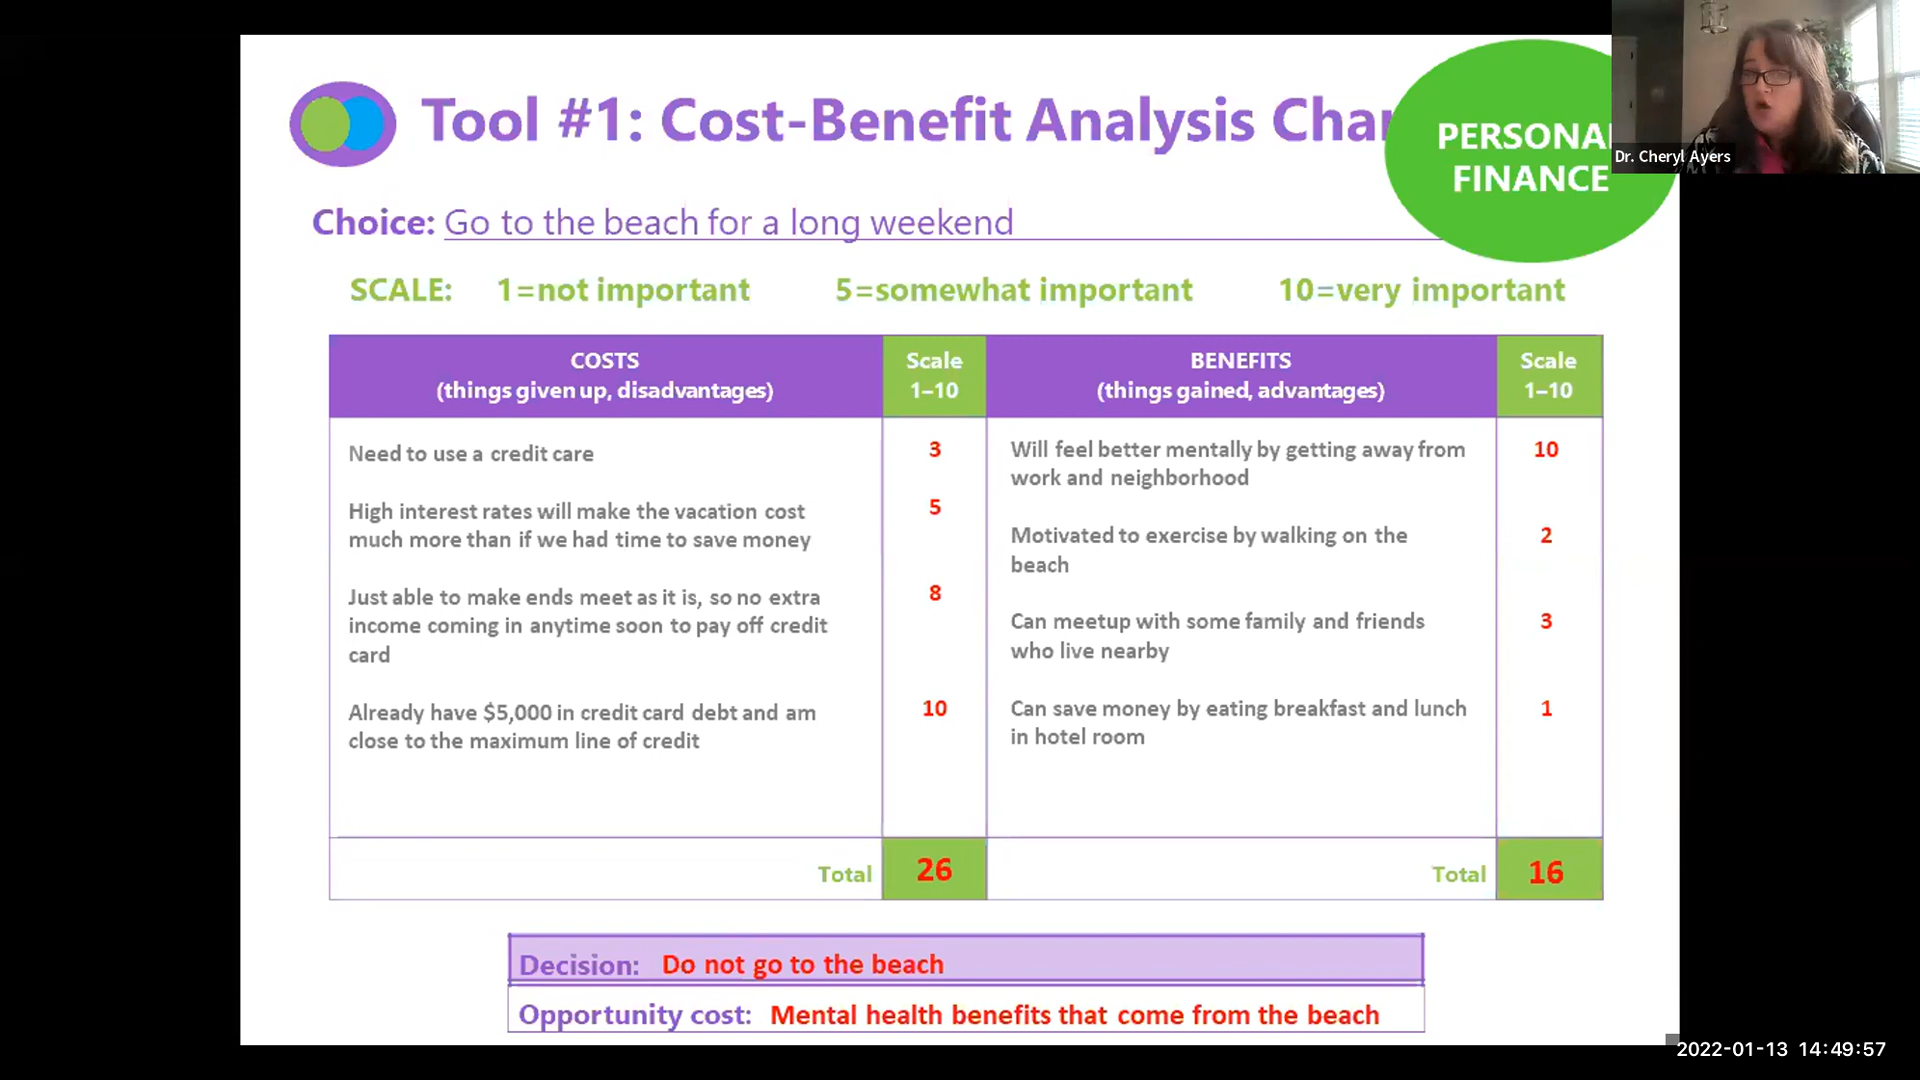 Tool #1: Cost-Benefit Analysis Char
PERSONAL
FINANCE
Dr. Cheryl Ayers
Choice: Go to the beach for a long weekend
SCALE: 1=not important 5=somewhat important 10=very important
COSTS
(things given up, disadvantages)
Scale
1–10
BENEFITS
(things gained, advantages)
Scale
1–10
Need to use a credit care
3
High interest rates will make the vacation cost
much more than if we had time to save money
5
Just able to make ends meet as it is, so no extra
income coming in anytime soon to pay off credit
card
8
Already have $5,000 in credit card debt and am
close to the maximum line of credit
10
Will feel better mentally by getting away from
work and neighborhood
10
Motivated to exercise by walking on the
beach
2
Can meetup with some family and friends
who live nearby
3
Can save money by eating breakfast and lunch
in hotel room
1
Total 26
Total 16
Decision: Do not go to the beach
Opportunity cost: Mental health benefits that come from the beach
2022-01-13 14:49:57